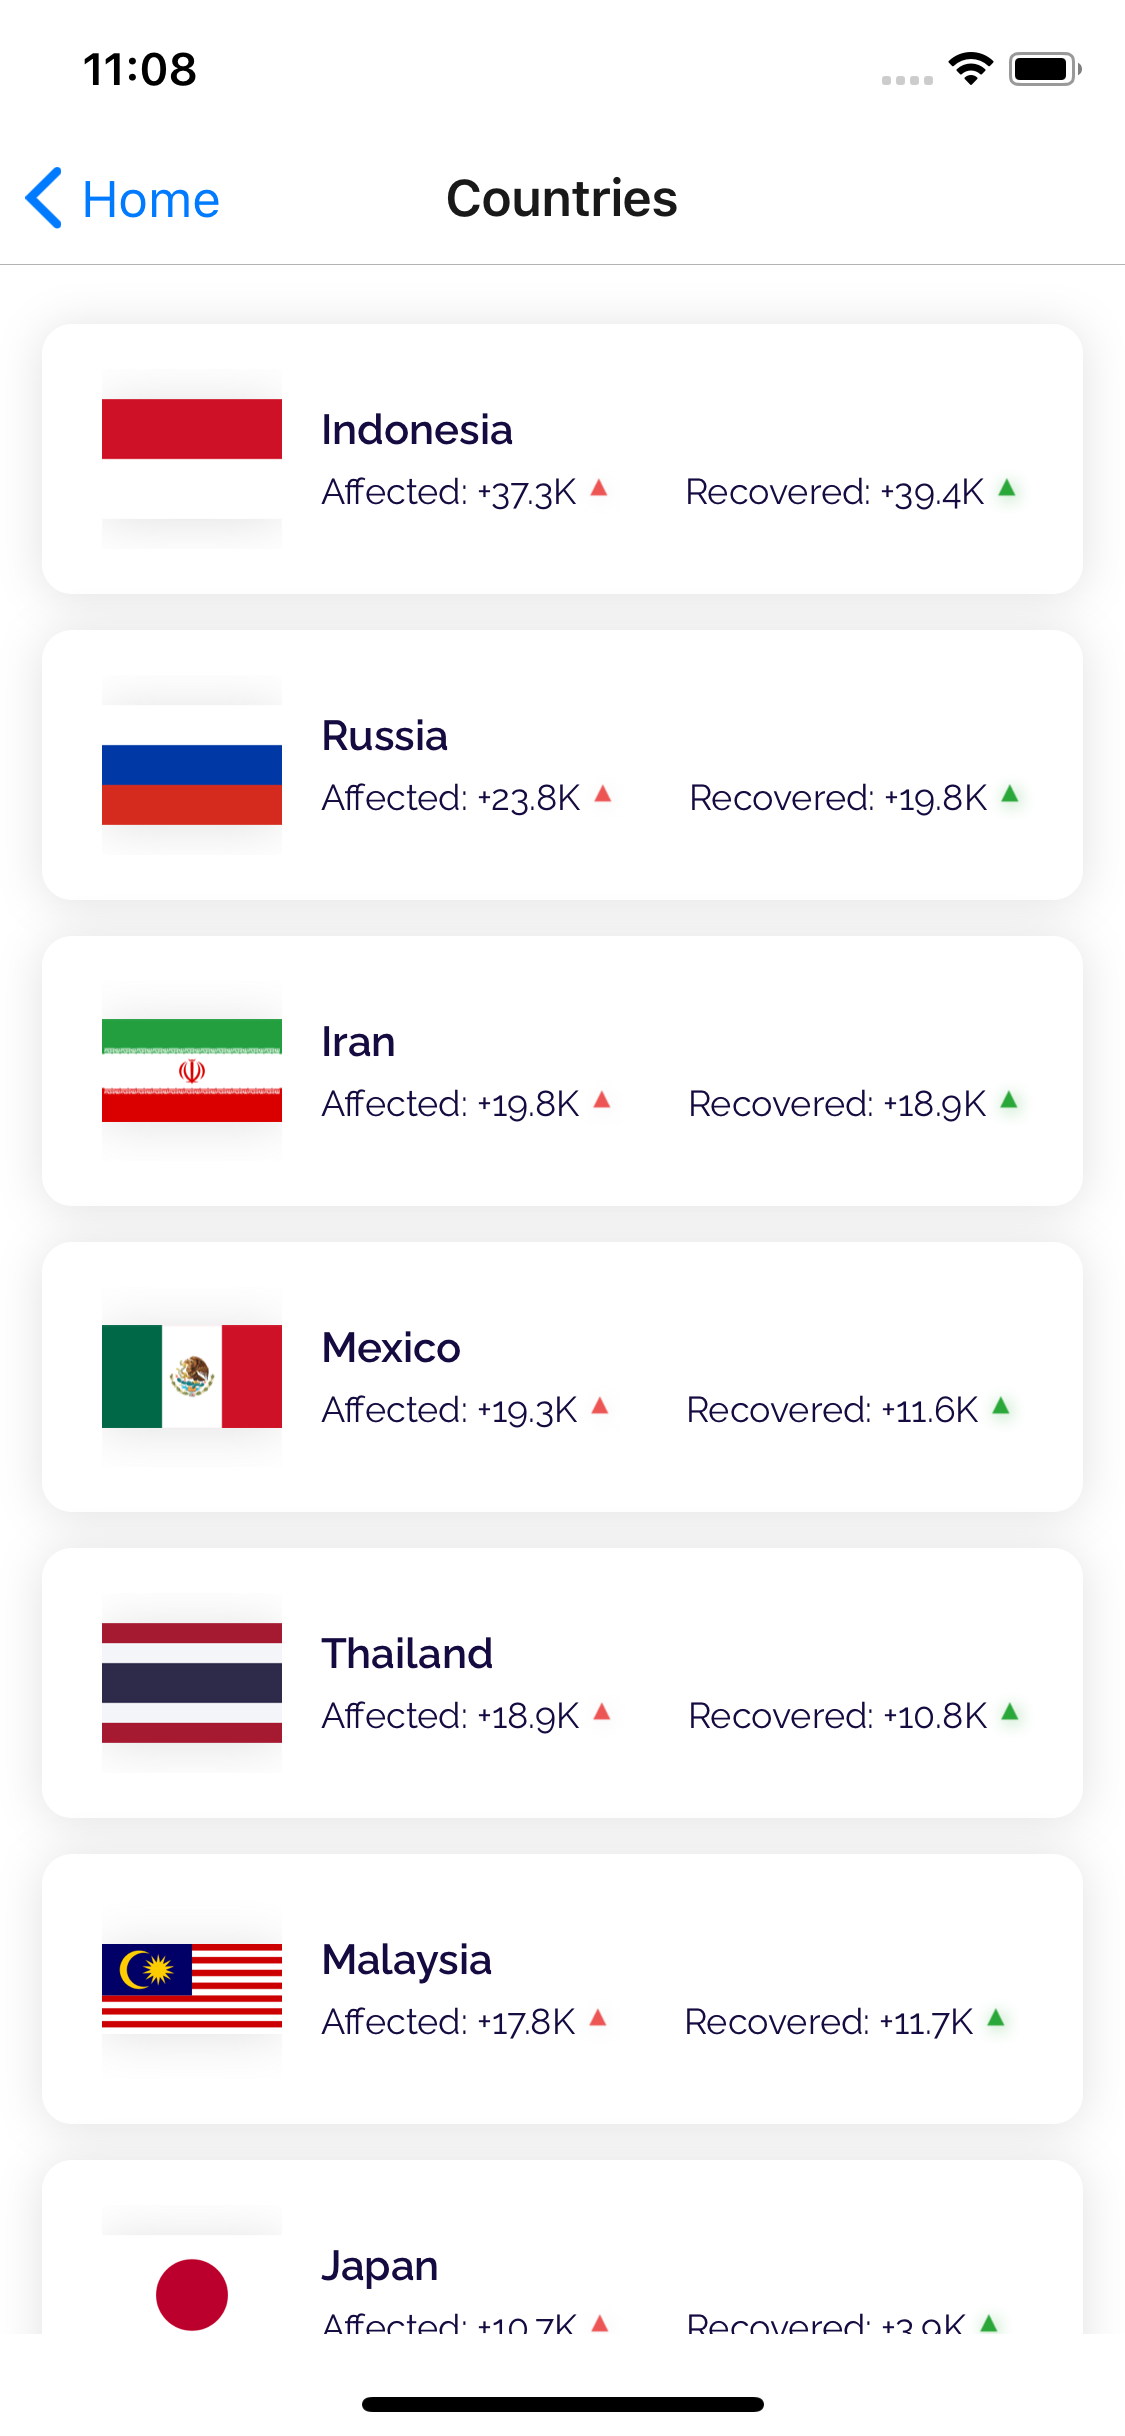 11:08
Home
Countries
Indonesia
Affected: +37.3K Recovered: +39.4K
Russia
Affected: +23.8K Recovered: +19.8K
Iran
Affected: +19.8K Recovered: +18.9K
Mexico
Affected: +19.3K Recovered: +11.6K
Thailand
Affected: +18.9K Recovered: +10.8K
Malaysia
Affected: +17.8K Recovered: +11.7K
Japan
Affected: +10.7K Recovered: +3.9K